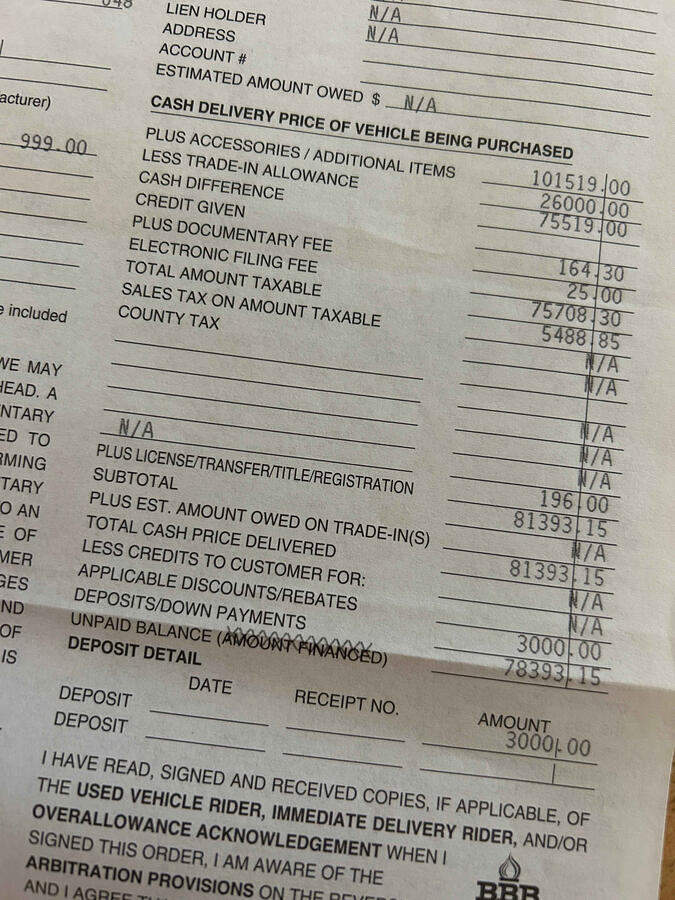 048
acturer)
999.00
e included
WE MAY
HEAD. A
NTARY
ED TO
RMING
TARY
O AN
E OF
MER
GES
ND
OF
IS
LIEN HOLDER N/A
ADDRESS N/A
ACCOUNT #
ESTIMATED AMOUNT OWED $ N/A
CASH DELIVERY PRICE OF VEHICLE BEING PURCHASED
PLUS ACCESSORIES / ADDITIONAL ITEMS 101519.00
LESS TRADE-IN ALLOWANCE 26000.00
CASH DIFFERENCE 75519.00
CREDIT GIVEN
PLUS DOCUMENTARY FEE 164.30
ELECTRONIC FILING FEE 25.00
TOTAL AMOUNT TAXABLE 75708.30
SALES TAX ON AMOUNT TAXABLE 5488.85
COUNTY TAX N/A
N/A
N/A
N/A
N/A N/A
PLUS LICENSE/TRANSFER/TITLE/REGISTRATION 196.00
SUBTOTAL 81393.15
PLUS EST. AMOUNT OWED ON TRADE-IN(S) N/A
TOTAL CASH PRICE DELIVERED 81393.15
LESS CREDITS TO CUSTOMER FOR: N/A
APPLICABLE DISCOUNTS/REBATES N/A
DEPOSITS/DOWN PAYMENTS 3000.00
UNPAID BALANCE (AMOUNT FINANCED) 78393.15
DEPOSIT DETAIL
DATE RECEIPT NO. AMOUNT
DEPOSIT 3000.00
DEPOSIT
I HAVE READ, SIGNED AND RECEIVED COPIES, IF APPLICABLE, OF
THE USED VEHICLE RIDER, IMMEDIATE DELIVERY RIDER, AND/OR
OVERALLOWANCE ACKNOWLEDGEMENT WHEN I
SIGNED THIS ORDER, I AM AWARE OF THE
ARBITRATION PROVISIONS ON THE REVERS
AND I AGREE
BBB